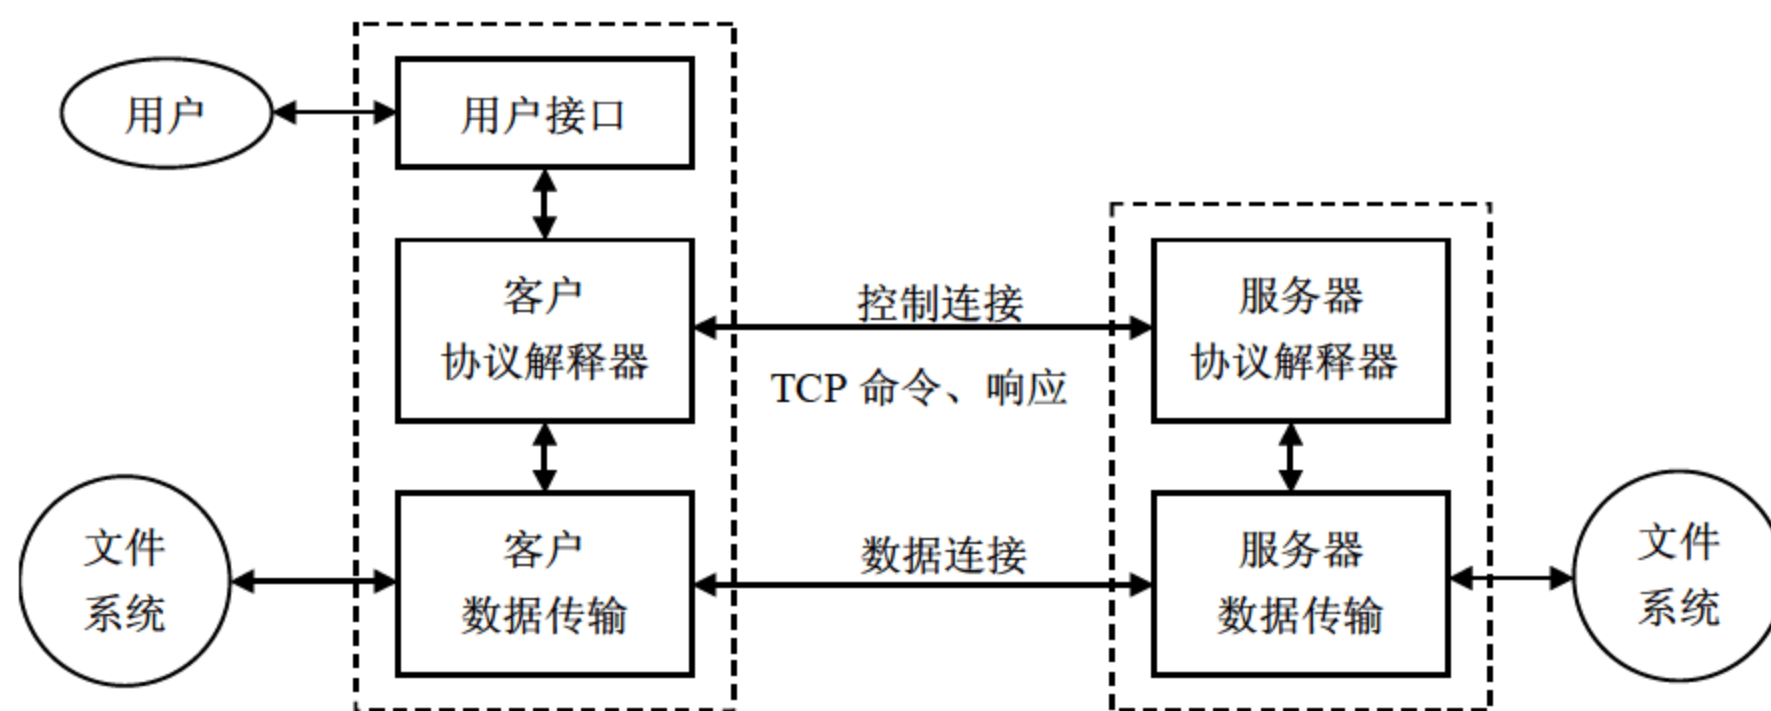 用户
用户接口
客户
协议解释器
控制连接
TCP 命令、响应
服务器
协议解释器
文件
系统
客户
数据传输
数据连接
服务器
数据传输
文件
系统